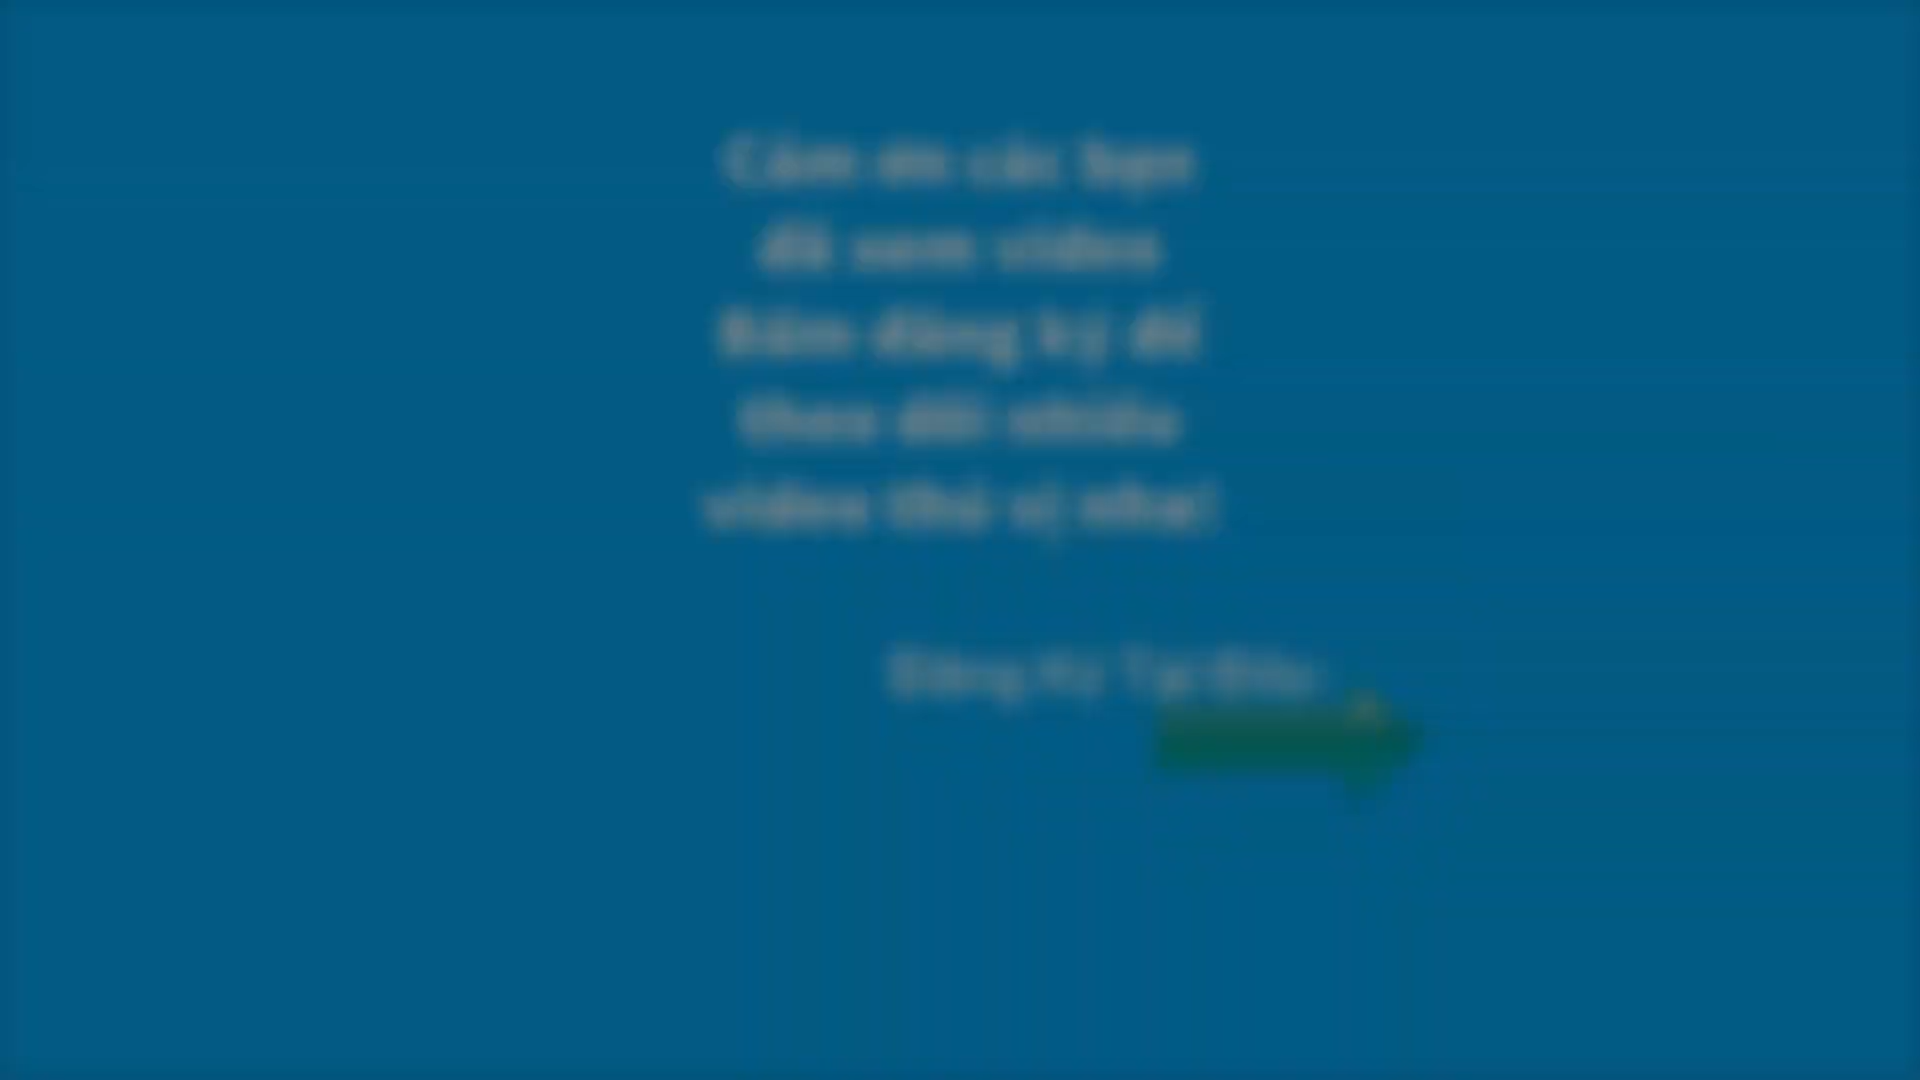 Cảm ơn các bạn
đã xem video
Bấm đăng ký để
theo dõi nhiều
video thú vị nha!
Đăng Ký Tại Đây